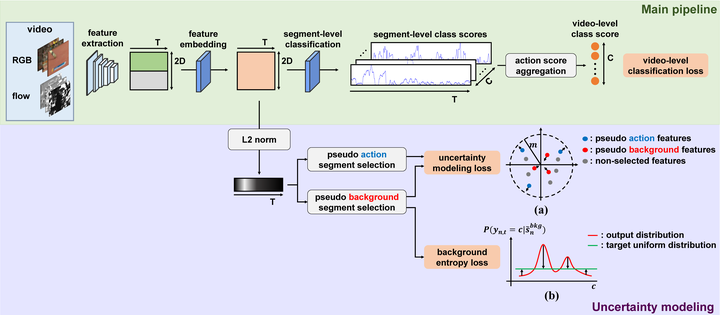 Main pipeline
video
RGB
flow
feature
extraction
T
2D
feature
embedding
T
2D
segment-level
classification
segment-level class scores
T
C
action score
aggregation
video-level
class score
C
video-level
classification loss
L2 norm
T
pseudo action
segment selection
pseudo background
segment selection
uncertainty
modeling loss
background
entropy loss
m
(a)
: pseudo action features
: pseudo background features
: non-selected features
P(y_{n,t} = c|s̃_n^{bkg})
c
(b)
: output distribution
: target uniform distribution
Uncertainty modeling